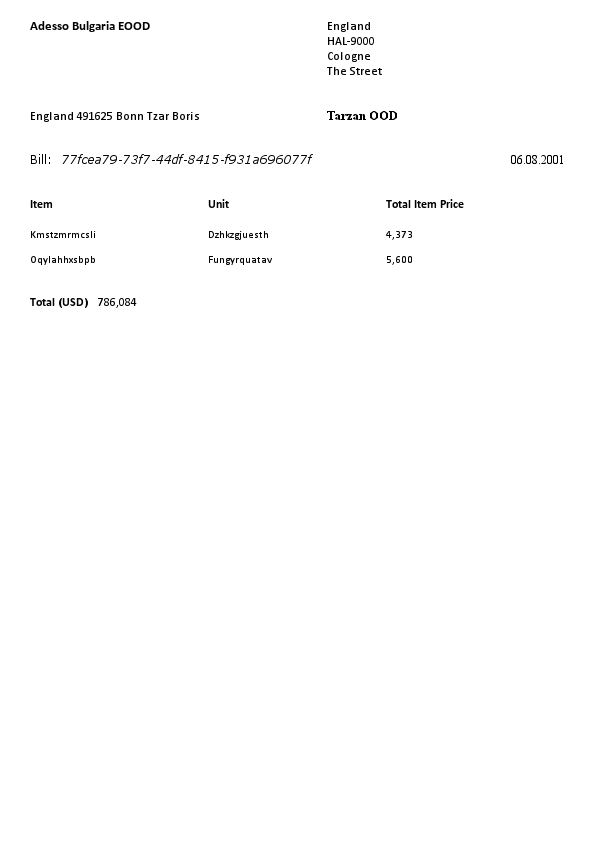 Adesso Bulgaria EOOD
England
HAL-9000
Cologne
The Street
England 491625 Bonn Tzar Boris
Tarzan OOD
Bill: 77fcea79-73f7-44df-8415-f931a696077f 06.08.2001
Item Unit Total Item Price
Kmstzmrmcsli Dzhkzgjuesth 4,373
Oqylahhxsbpb Fungyrquatav 5,600
Total (USD) 786,084